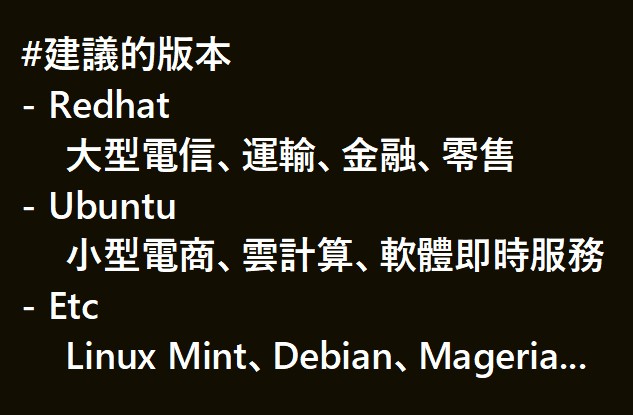 #建議的版本
- Redhat
大型電信、運輸、金融、零售
- Ubuntu
小型電商、雲計算、軟體即時服務
- Etc
Linux Mint、Debian、Mageria...